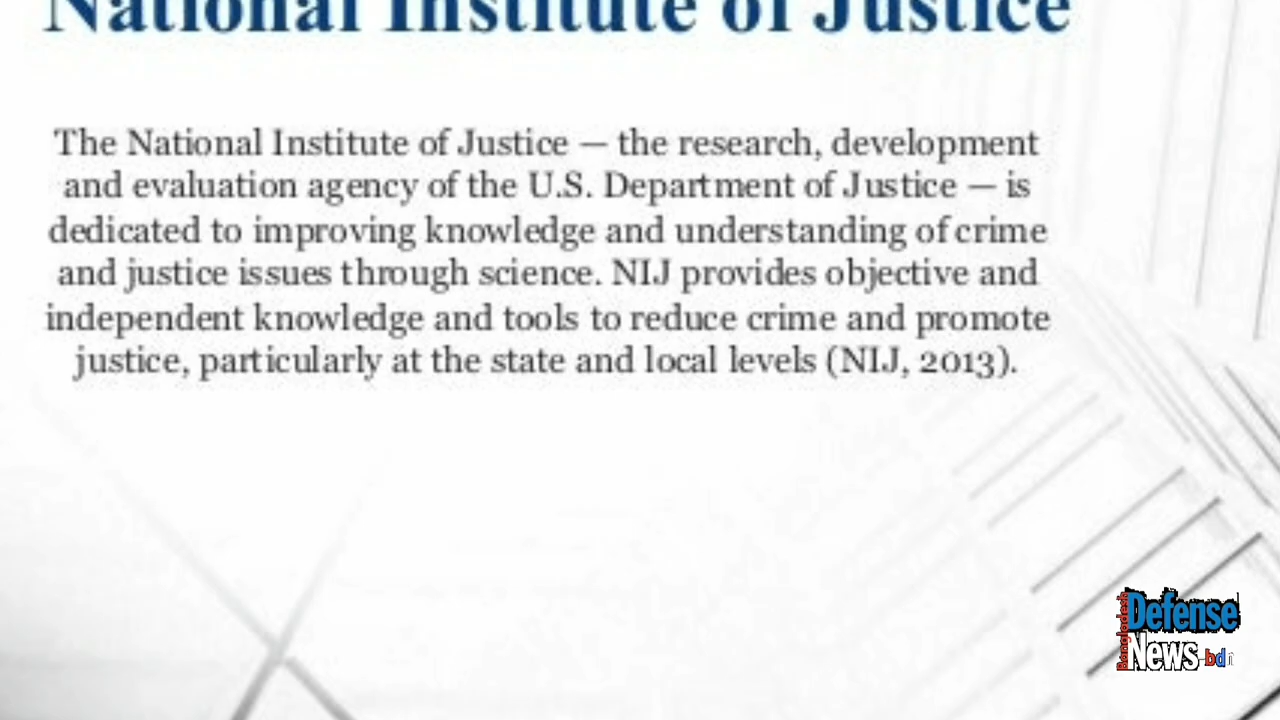 National Institute of Justice
The National Institute of Justice — the research, development
and evaluation agency of the U.S. Department of Justice — is
dedicated to improving knowledge and understanding of crime
and justice issues through science. NIJ provides objective and
independent knowledge and tools to reduce crime and promote
justice, particularly at the state and local levels (NIJ, 2013).
Bangladesh
Defense
News-bd